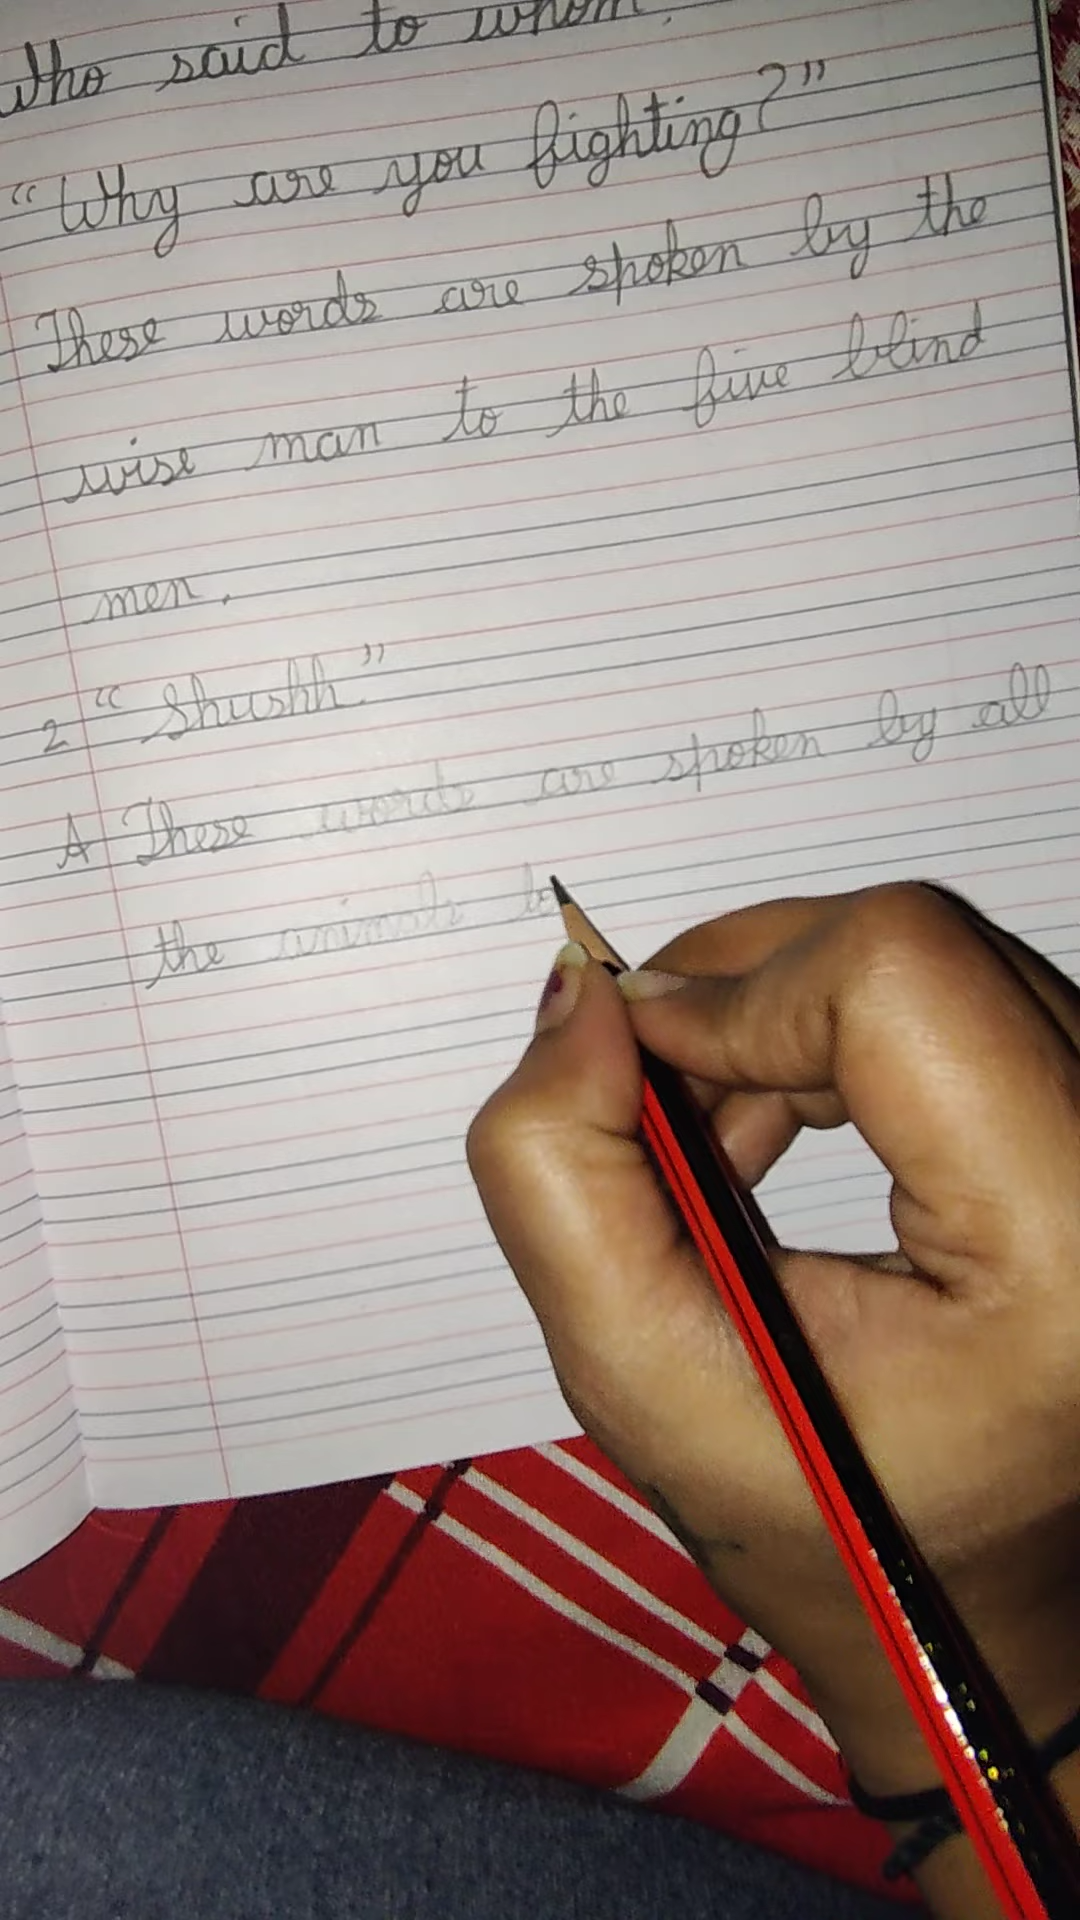 Who said to whom.
"Why are you fighting?"
These words are spoken by the
wise man to the five blind
men.
2 "Shushh."
A These words are spoken by all
the animals to